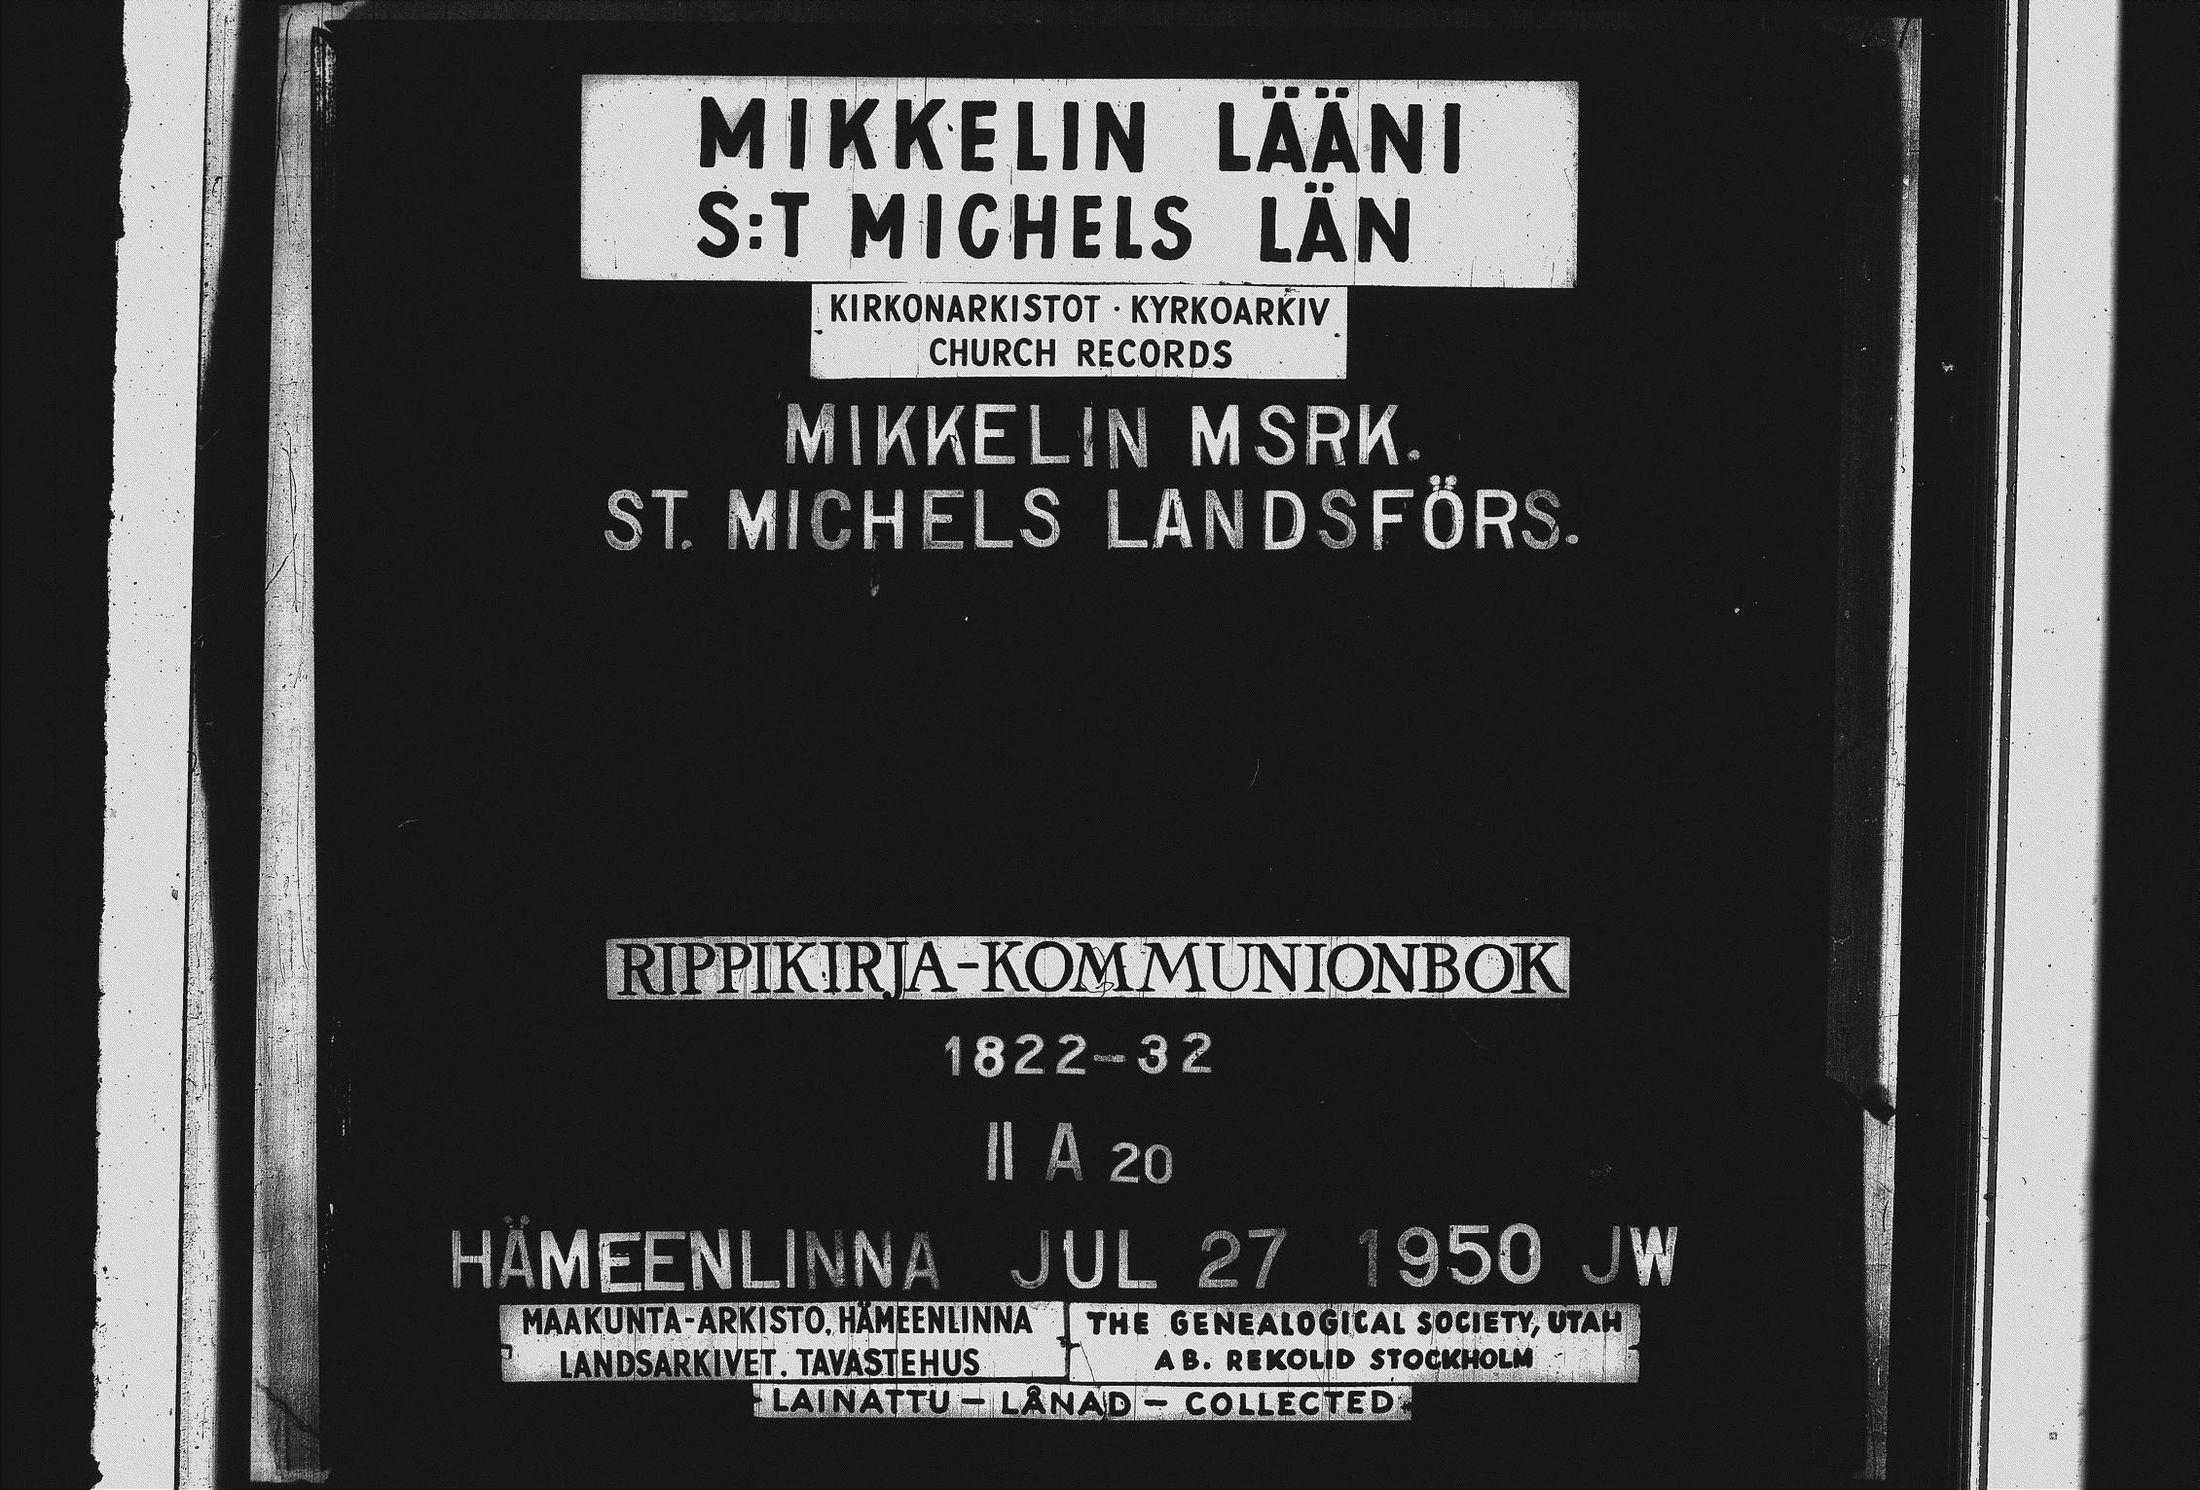 MIKKELIN LÄÄNI
S:T MICHELS LÄN
KIRKONARKISTOT · KYRKOARKIV
CHURCH RECORDS
MIKKELIN MSRK.
ST. MICHELS LANDSFÖRS.
RIPPIKIRJA-KOMMUNIONBOK
1822-32
II A 20
HÄMEENLINNA JUL 27 1950 JW
MAAKUNTA-ARKISTO, HÄMEENLINNA
LANDSARKIVET. TAVASTEHUS
THE GENEALOGICAL SOCIETY, UTAH
AB. REKOLID STOCKHOLM
LAINATTU - LÅNAD - COLLECTED